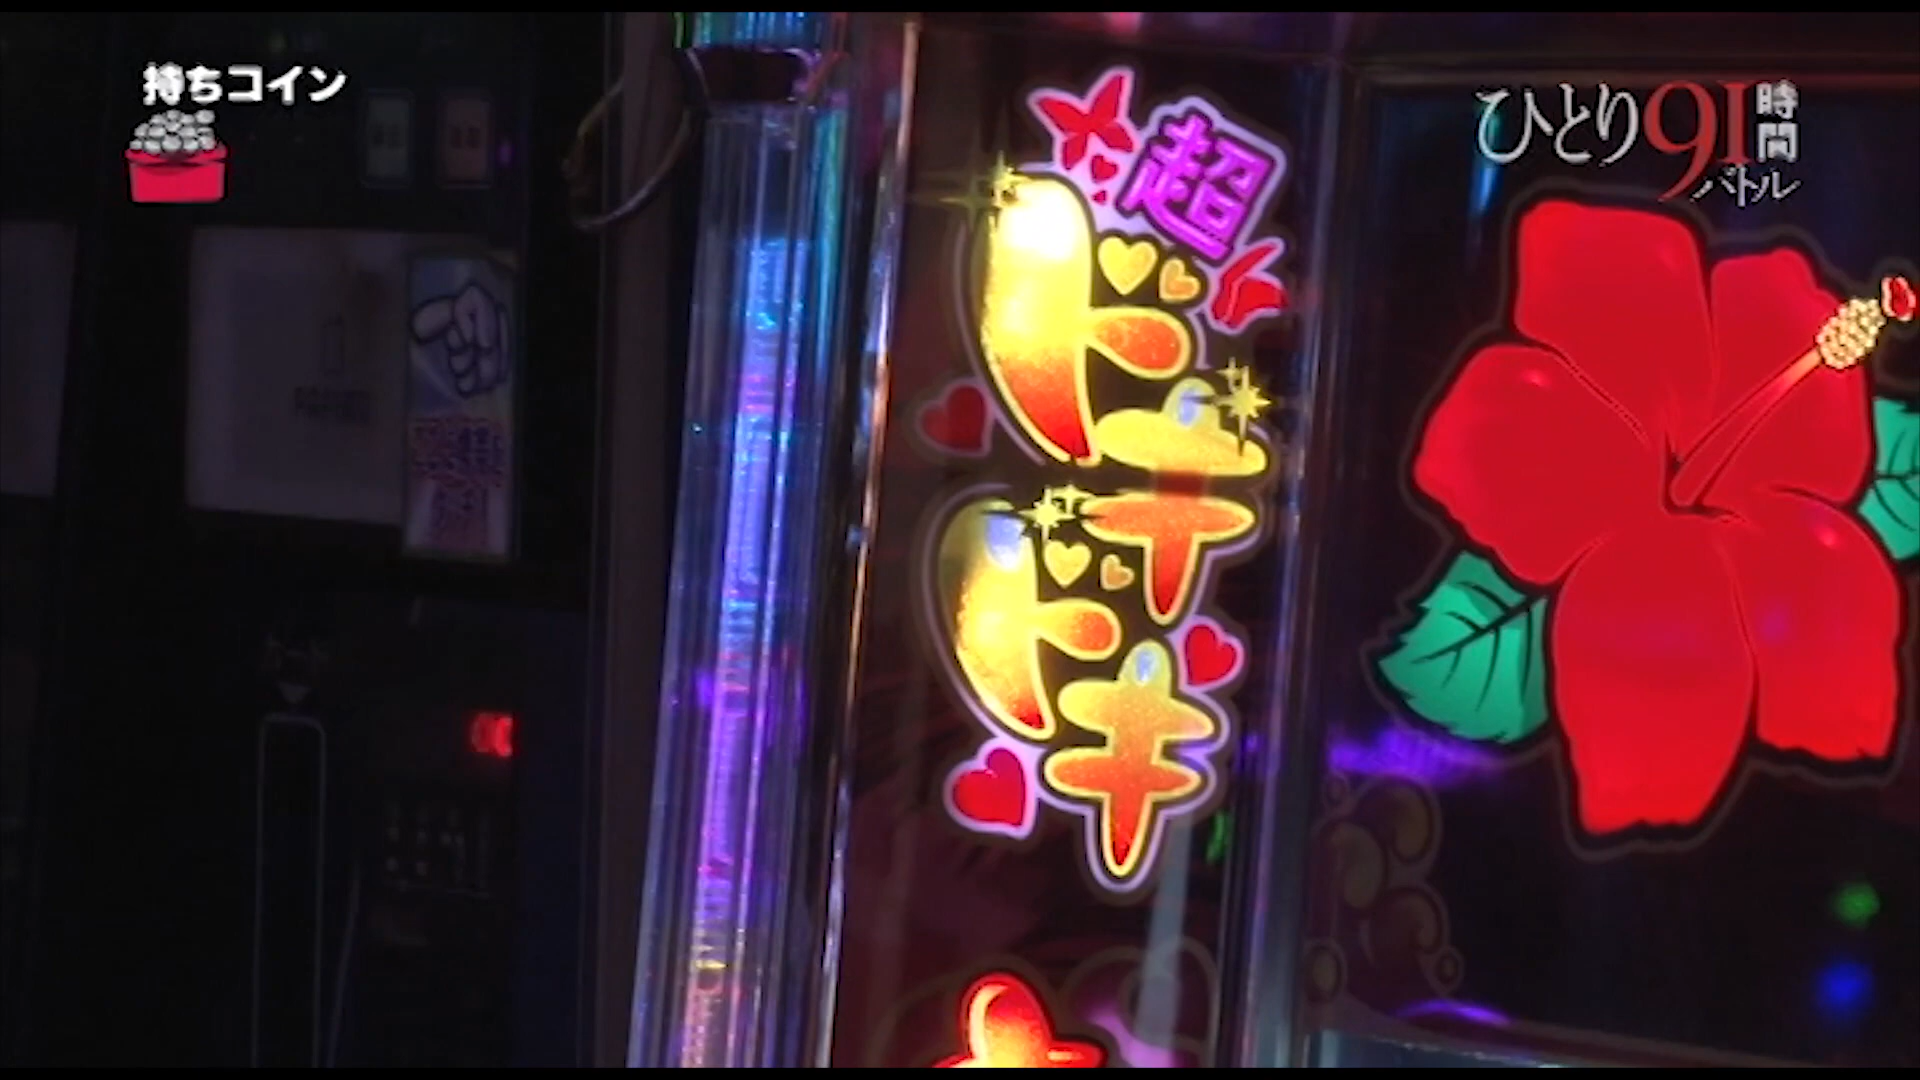 持ちコイン
ひとり91時間
バトル
超
ドキ
ドキ